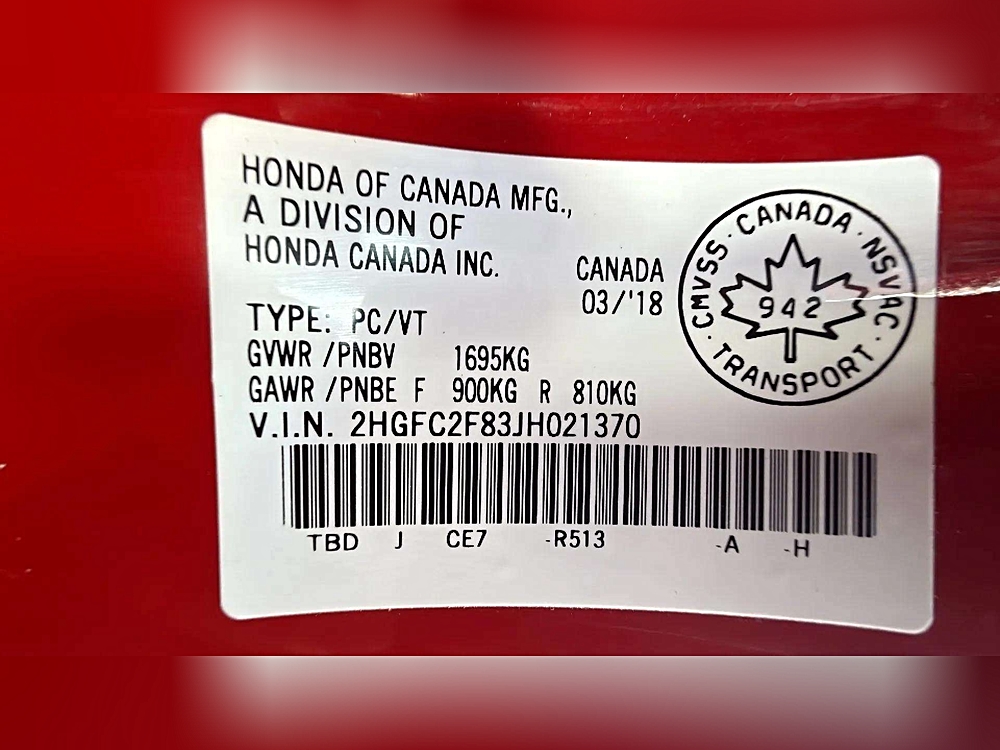 HONDA OF CANADA MFG.,
A DIVISION OF
HONDA CANADA INC.
CANADA
03/'18
CMVSS · CANADA · NSVAC · TRANSPORT ·
942
TYPE: PC/VT
GVWR /PNBV 1695KG
GAWR /PNBE F 900KG R 810KG
V.I.N. 2HGFC2F83JH021370
TBD J CE7 -R513 -A -H